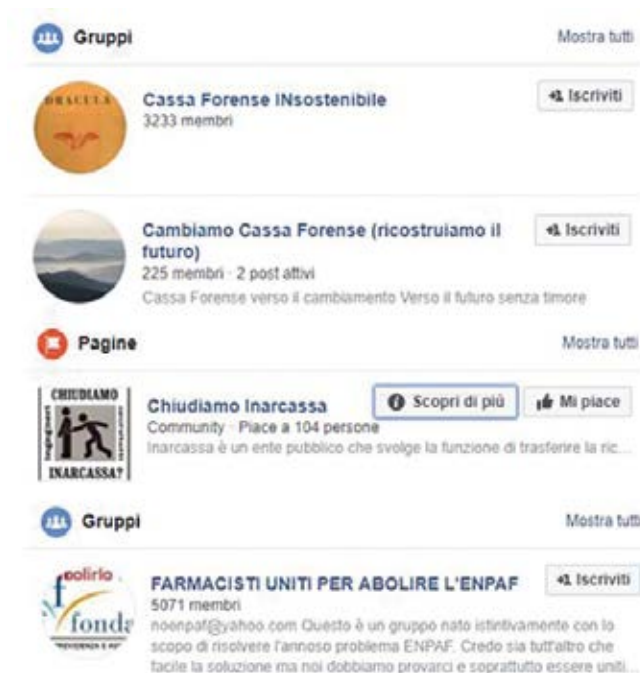 Gruppi Mostra tutti
DRACULA
Cassa Forense INsostenibile Iscriviti
3233 membri
Cambiamo Cassa Forense (ricostruiamo il Iscriviti
futuro)
225 membri · 2 post attivi
Cassa Forense verso il cambiamento Verso il futuro senza timore
Pagine Mostra tutti
CHIUDIAMO
INARCASSA?
Chiudiamo Inarcassa Scopri di più Mi piace
Community · Piace a 104 persone
Inarcassa è un ente pubblico che svolge la funzione di trasferire la ric...
Gruppi Mostra tutti
fonda
FARMACISTI UNITI PER ABOLIRE L'ENPAF Iscriviti
5071 membri
noenpaf@yahoo.com Questo è un gruppo nato istintivamente con lo
scopo di risolvere l'annoso problema ENPAF. Credo sia tutt'altro che
facile la soluzione ma noi dobbiamo provarci e soprattutto essere uniti...